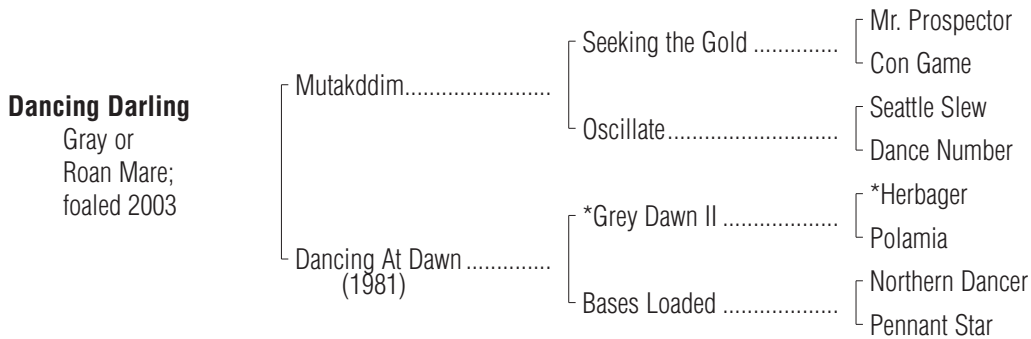 Dancing Darling
Gray or
Roan Mare;
foaled 2003
Mutakddim.......................
Dancing At Dawn ..............
(1981)
Seeking the Gold ..............
Oscillate............................
*Grey Dawn II ...................
Bases Loaded ...................
Mr. Prospector
Con Game
Seattle Slew
Dance Number
*Herbager
Polamia
Northern Dancer
Pennant Star